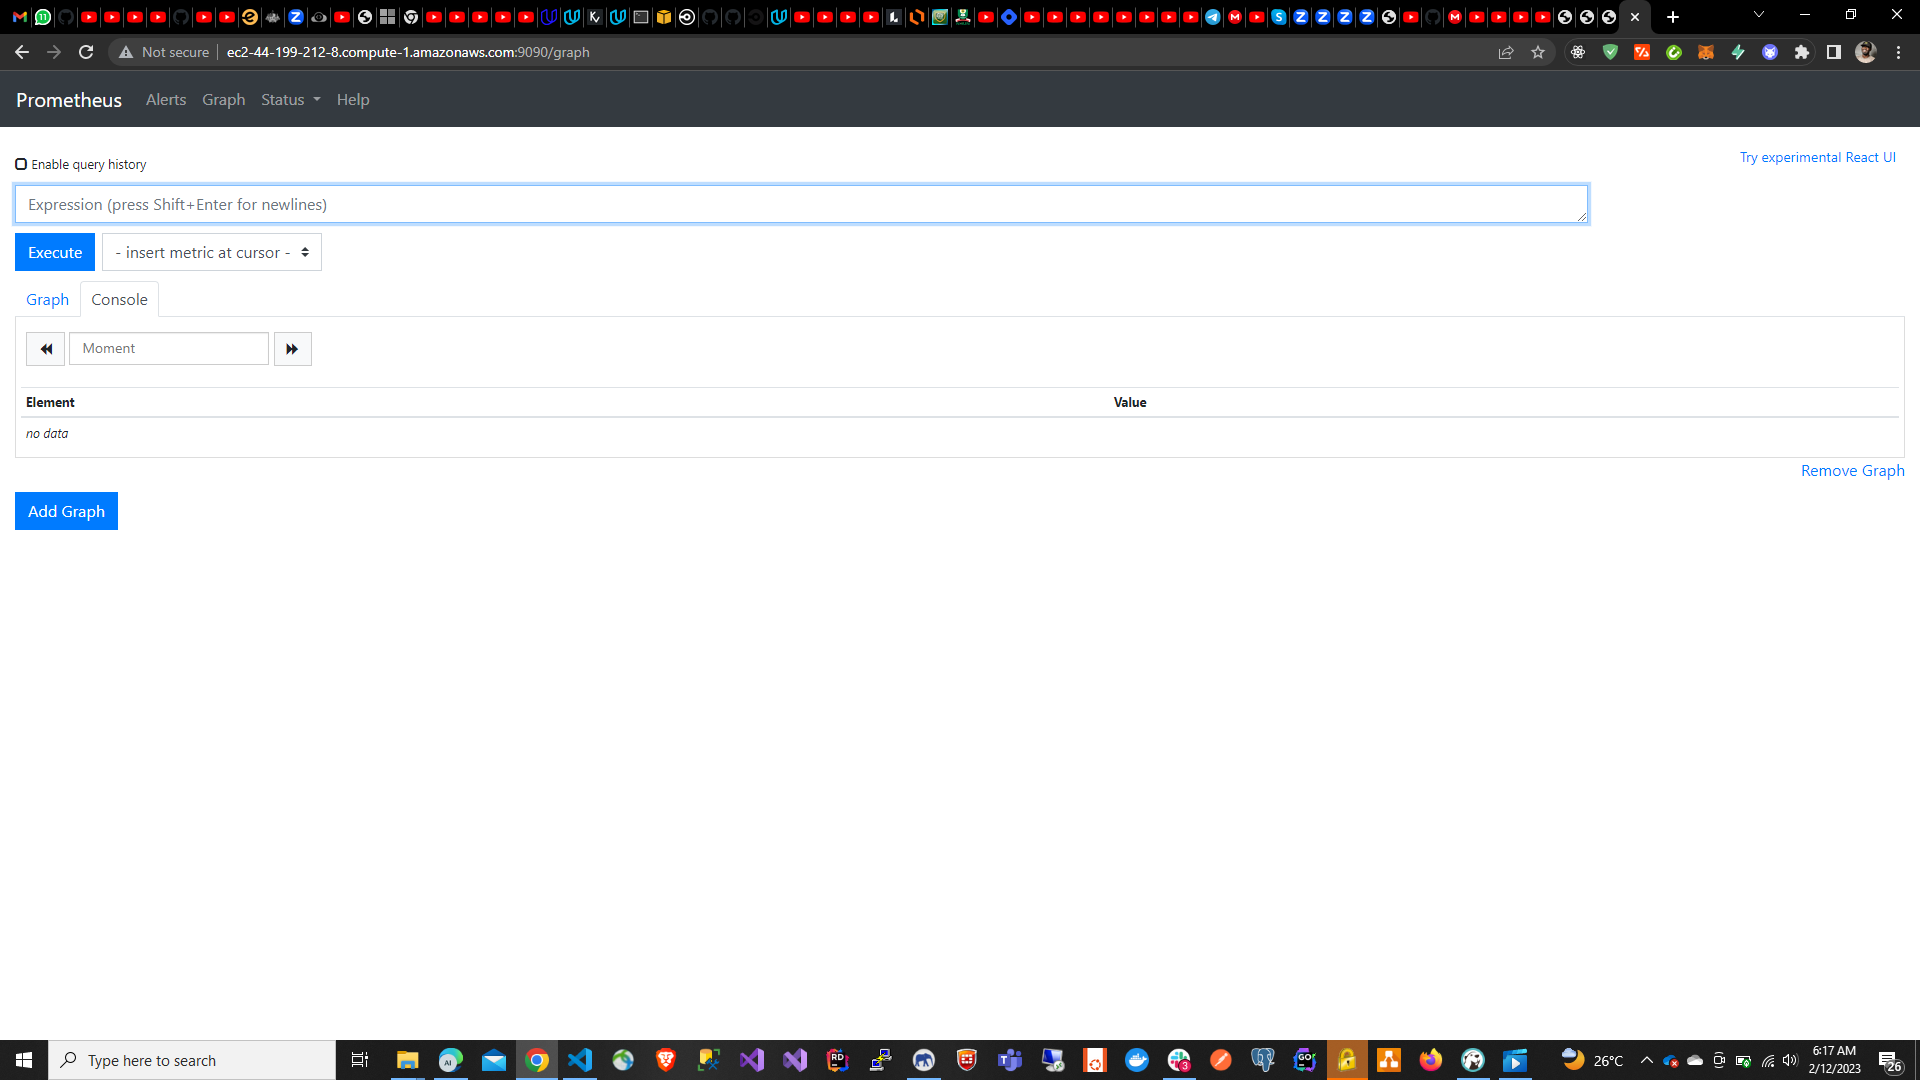 Not secure
ec2-44-199-212-8.compute-1.amazonaws.com:9090/graph
Prometheus Alerts Graph Status Help
Enable query history
Try experimental React UI
Expression (press Shift+Enter for newlines)
Execute
- insert metric at cursor -
Graph Console
Moment
Element Value
no data
Remove Graph
Add Graph
Type here to search
26°C
6:17 AM
2/12/2023
26